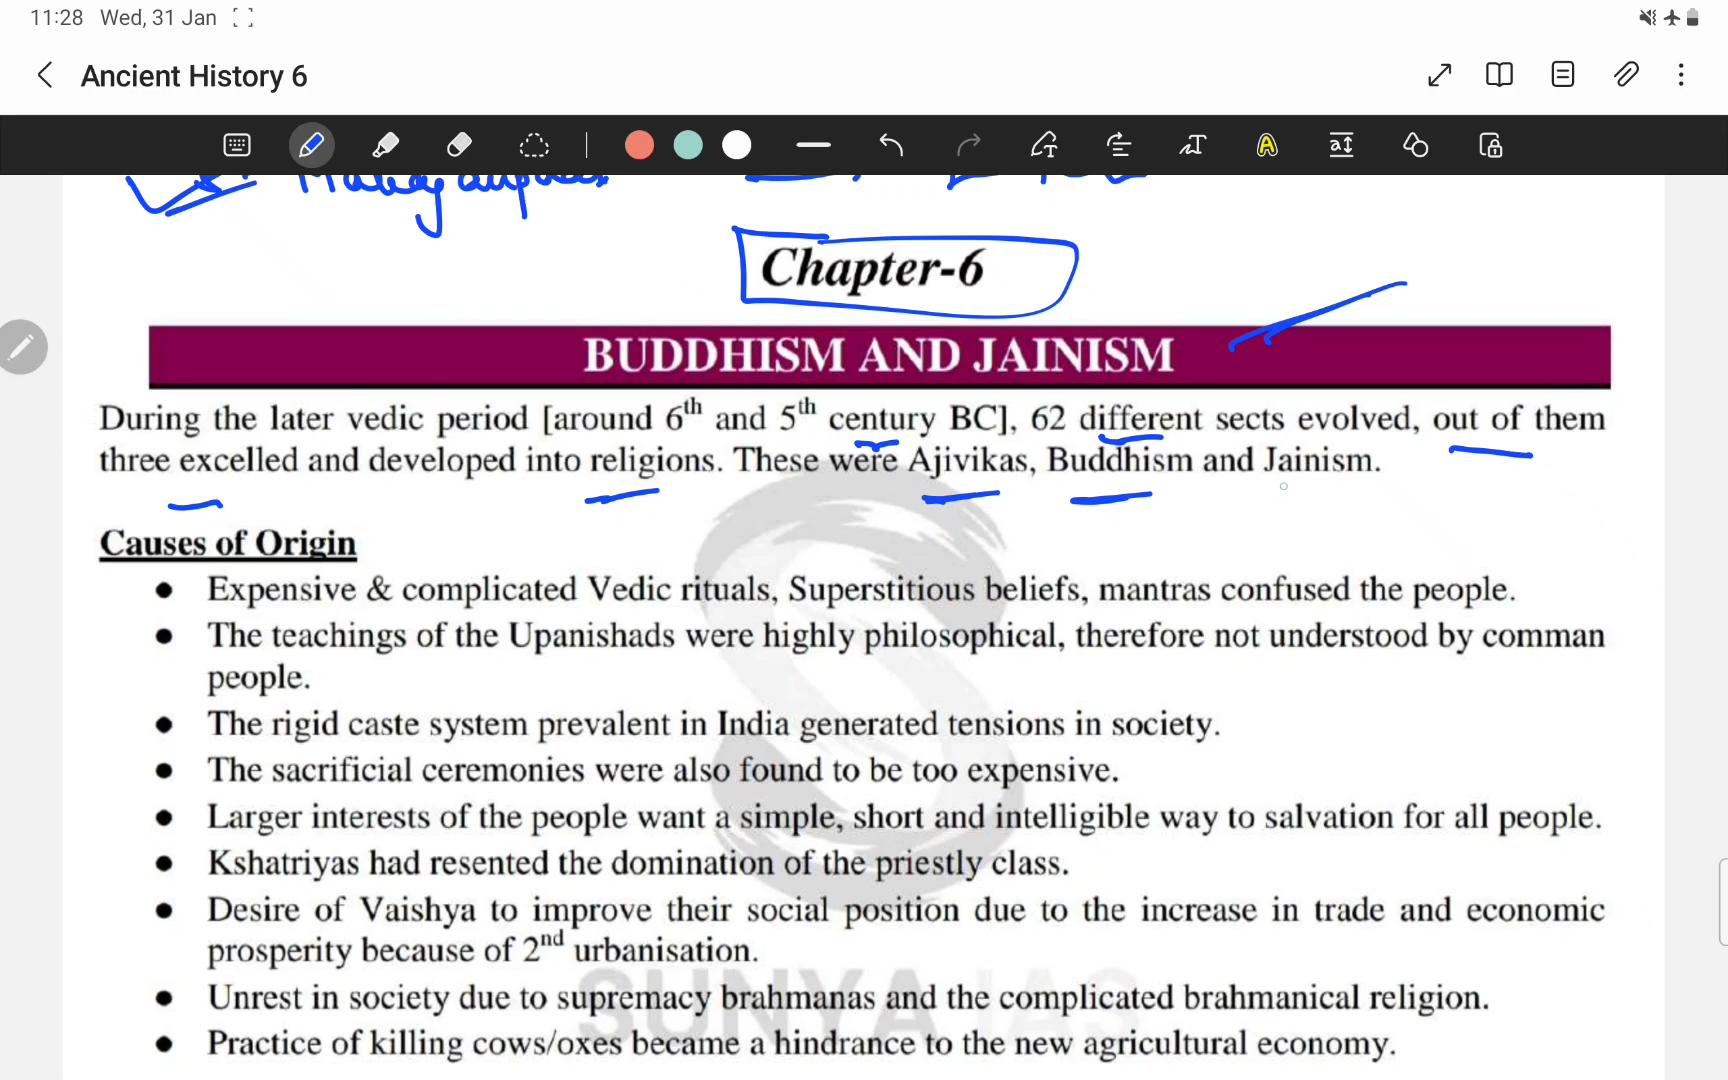 11:28 Wed, 31 Jan
Ancient History 6
Chapter-6
BUDDHISM AND JAINISM
During the later vedic period [around 6th and 5th century BC], 62 different sects evolved, out of them
three excelled and developed into religions. These were Ajivikas, Buddhism and Jainism.
Causes of Origin
● Expensive & complicated Vedic rituals, Superstitious beliefs, mantras confused the people.
● The teachings of the Upanishads were highly philosophical, therefore not understood by comman
people.
● The rigid caste system prevalent in India generated tensions in society.
● The sacrificial ceremonies were also found to be too expensive.
● Larger interests of the people want a simple, short and intelligible way to salvation for all people.
● Kshatriyas had resented the domination of the priestly class.
● Desire of Vaishya to improve their social position due to the increase in trade and economic
prosperity because of 2nd urbanisation.
● Unrest in society due to supremacy brahmanas and the complicated brahmanical religion.
● Practice of killing cows/oxes became a hindrance to the new agricultural economy.
SUNYA IAS